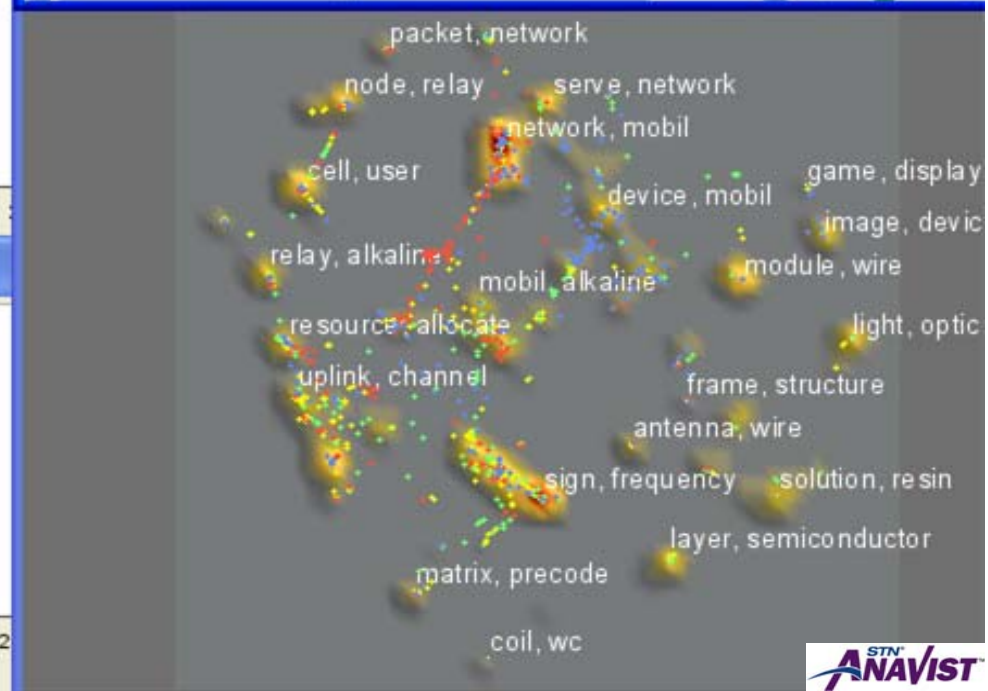 packet, network
node, relay
serve, network
network, mobil
cell, user
game, display
device, mobil
image, devic
relay, alkaline
module, wire
mobil, alkaline
resource, allocate
light, optic
uplink, channel
frame, structure
antenna, wire
sign, frequency
solution, resin
layer, semiconductor
matrix, precode
coil, wc
2
STN®
ANAVIST™